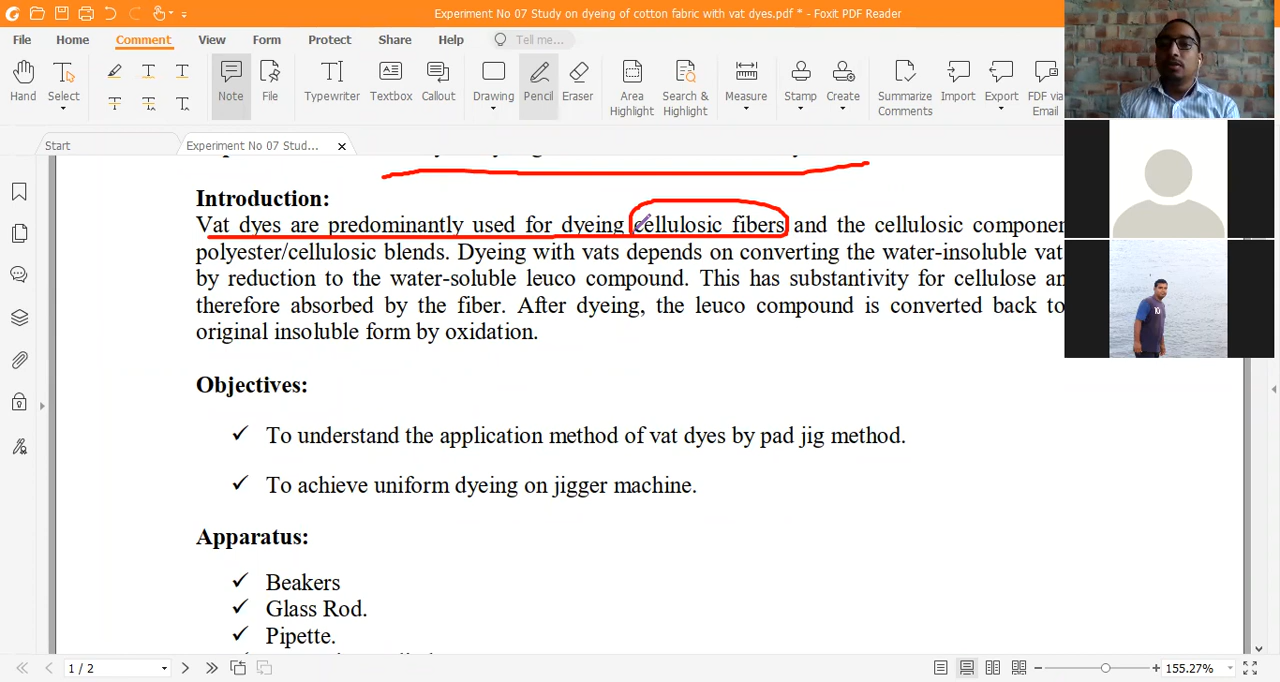 Experiment No 07 Study on dyeing of cotton fabric with vat dyes.pdf * - Foxit PDF Reader
File Home Comment View Form Protect Share Help Tell me...
Hand Select Note File Typewriter Textbox Callout Drawing Pencil Eraser Area Highlight Search & Highlight Measure Stamp Create Summarize Comments Import Export FDF via Email
Start Experiment No 07 Stud...
Introduction:
Vat dyes are predominantly used for dyeing cellulosic fibers and the cellulosic componen
polyester/cellulosic blends. Dyeing with vats depends on converting the water-insoluble vat
by reduction to the water-soluble leuco compound. This has substantivity for cellulose an
therefore absorbed by the fiber. After dyeing, the leuco compound is converted back to
original insoluble form by oxidation.
Objectives:
✓ To understand the application method of vat dyes by pad jig method.
✓ To achieve uniform dyeing on jigger machine.
Apparatus:
✓ Beakers
✓ Glass Rod.
✓ Pipette.
1 / 2 155.27%
10